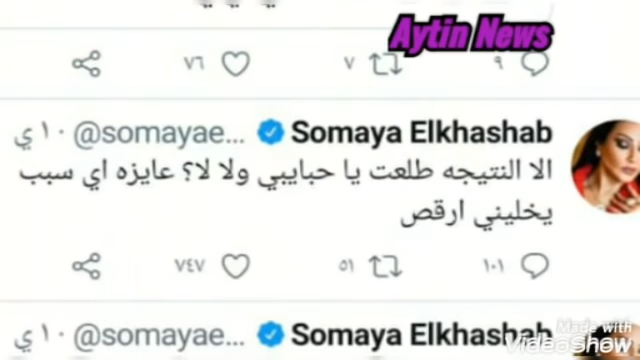 Aytin News
٩ ٧ ٧٦
Somaya Elkhashab @somayae... ١٠ ي
الا النتيجه طلعت يا حبايبي ولا لا؟ عايزه اي سبب
يخليني ارقص
١٠١ ٥١ ٧٤٧
Somaya Elkhashab @somayae... ١٠ ي
Made with
VideoShow